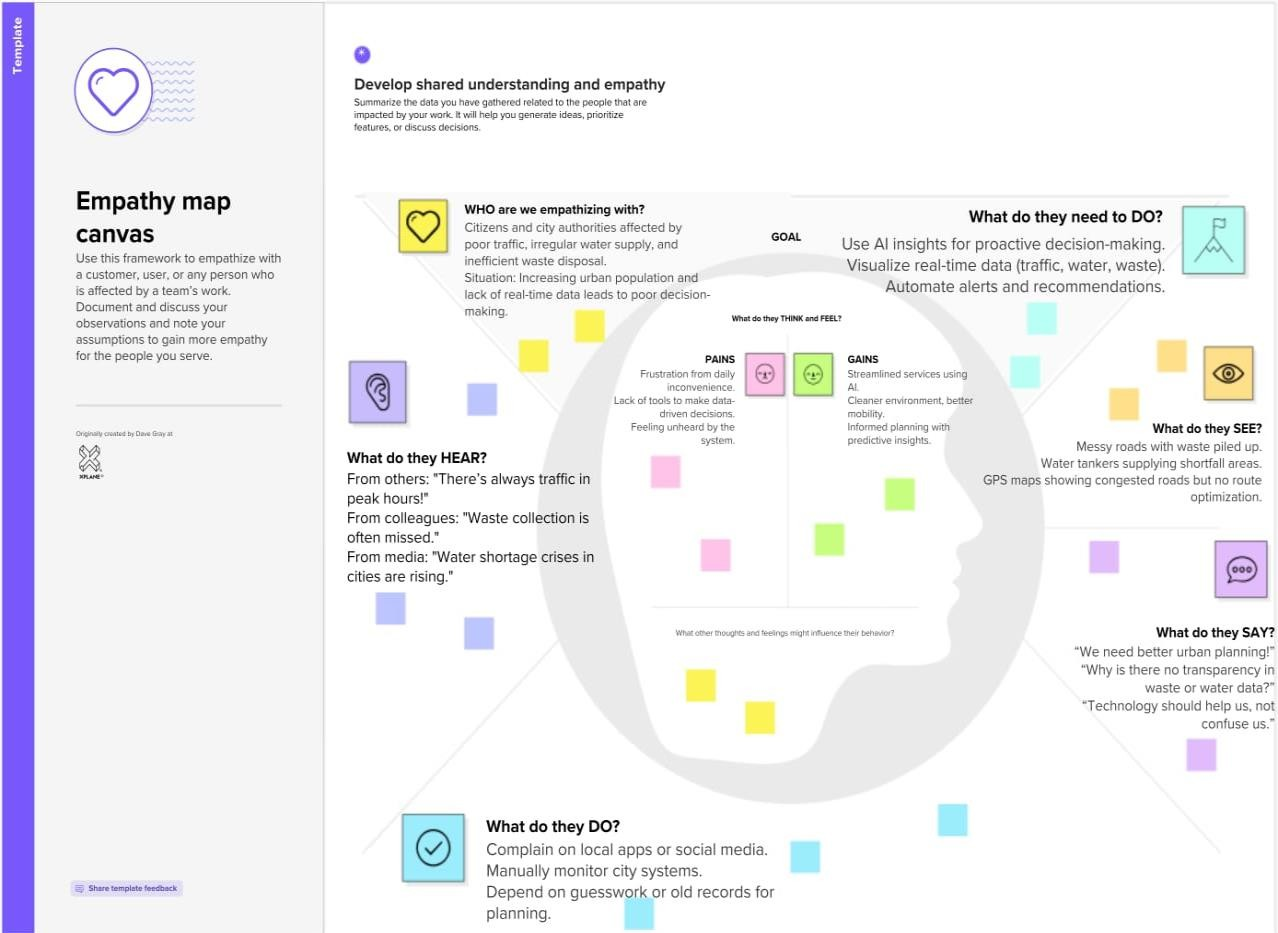 Template
Empathy map
canvas
Use this framework to empathize with
a customer, user, or any person who
is affected by a team's work.
Document and discuss your
observations and note your
assumptions to gain more empathy
for the people you serve.
Originally created by Dave Gray at
XPLANE
Share template feedback
Develop shared understanding and empathy
Summarize the data you have gathered related to the people that are
impacted by your work. It will help you generate ideas, prioritize
features, or discuss decisions.
WHO are we empathizing with?
Citizens and city authorities affected by
poor traffic, irregular water supply, and
inefficient waste disposal.
Situation: Increasing urban population and
lack of real-time data leads to poor decision-
making.
GOAL
What do they need to DO?
Use AI insights for proactive decision-making.
Visualize real-time data (traffic, water, waste).
Automate alerts and recommendations.
What do they THINK and FEEL?
PAINS
Frustration from daily
inconvenience.
Lack of tools to make data-
driven decisions.
Feeling unheard by the
system.
GAINS
Streamlined services using
AI.
Cleaner environment, better
mobility.
Informed planning with
predictive insights.
What do they SEE?
Messy roads with waste piled up.
Water tankers supplying shortfall areas.
GPS maps showing congested roads but no route
optimization.
What do they HEAR?
From others: "There's always traffic in
peak hours!"
From colleagues: "Waste collection is
often missed."
From media: "Water shortage crises in
cities are rising."
What other thoughts and feelings might influence their behavior?
What do they SAY?
“We need better urban planning!”
“Why is there no transparency in
waste or water data?”
“Technology should help us, not
confuse us.”
What do they DO?
Complain on local apps or social media.
Manually monitor city systems.
Depend on guesswork or old records for
planning.